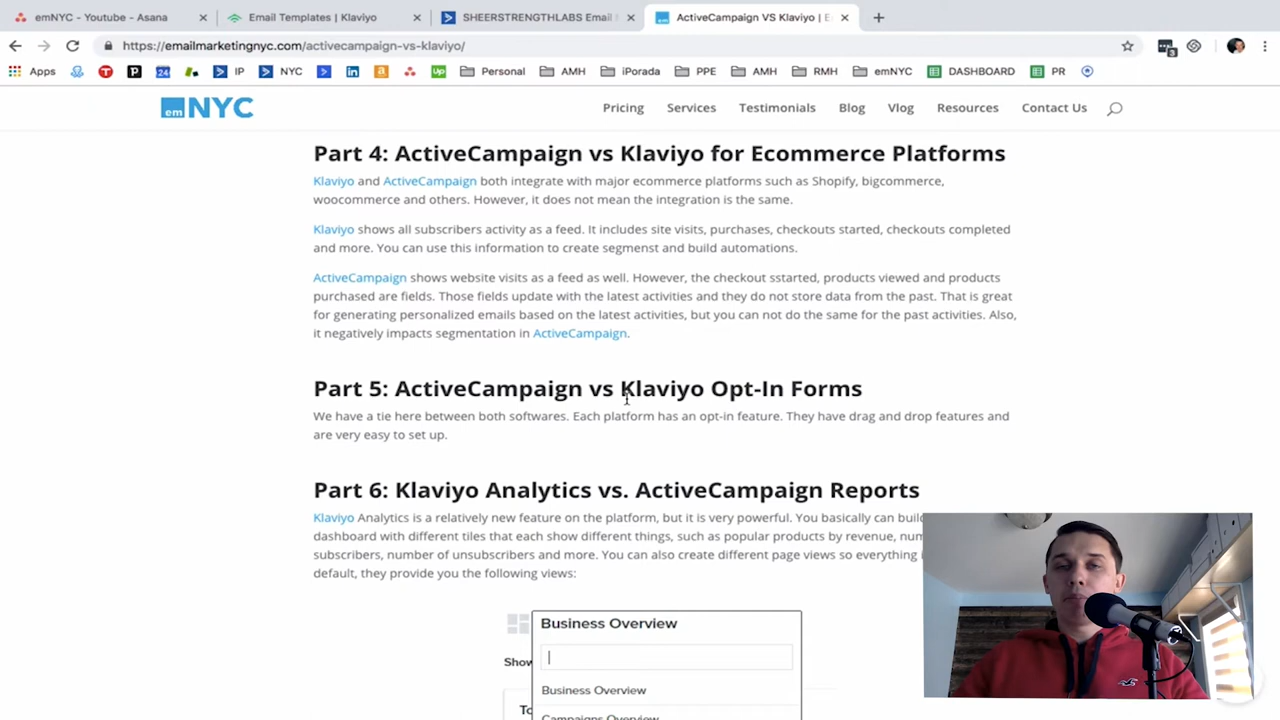 emNYC - Youtube - Asana
Email Templates | Klaviyo
SHEERSTRENGTHLABS Email
ActiveCampaign VS Klaviyo | E
https://emailmarketingnyc.com/activecampaign-vs-klaviyo/
Apps
24
IP
NYC
Up
Personal
AMH
iPorada
PPE
AMH
RMH
emNYC
DASHBOARD
PR
emNYC
Pricing
Services
Testimonials
Blog
Vlog
Resources
Contact Us
Part 4: ActiveCampaign vs Klaviyo for Ecommerce Platforms
Klaviyo and ActiveCampaign both integrate with major ecommerce platforms such as Shopify, bigcommerce,
woocommerce and others. However, it does not mean the integration is the same.
Klaviyo shows all subscribers activity as a feed. It includes site visits, purchases, checkouts started, checkouts completed
and more. You can use this information to create segmenst and build automations.
ActiveCampaign shows website visits as a feed as well. However, the checkout sstarted, products viewed and products
purchased are fields. Those fields update with the latest activities and they do not store data from the past. That is great
for generating personalized emails based on the latest activities, but you can not do the same for the past activities. Also,
it negatively impacts segmentation in ActiveCampaign.
Part 5: ActiveCampaign vs Klaviyo Opt-In Forms
We have a tie here between both softwares. Each platform has an opt-in feature. They have drag and drop features and
are very easy to set up.
Part 6: Klaviyo Analytics vs. ActiveCampaign Reports
Klaviyo Analytics is a relatively new feature on the platform, but it is very powerful. You basically can build
dashboard with different tiles that each show different things, such as popular products by revenue, num
subscribers, number of unsubscribers and more. You can also create different page views so everything i
default, they provide you the following views:
Business Overview
Show
Business Overview
To
Campaigns Overview